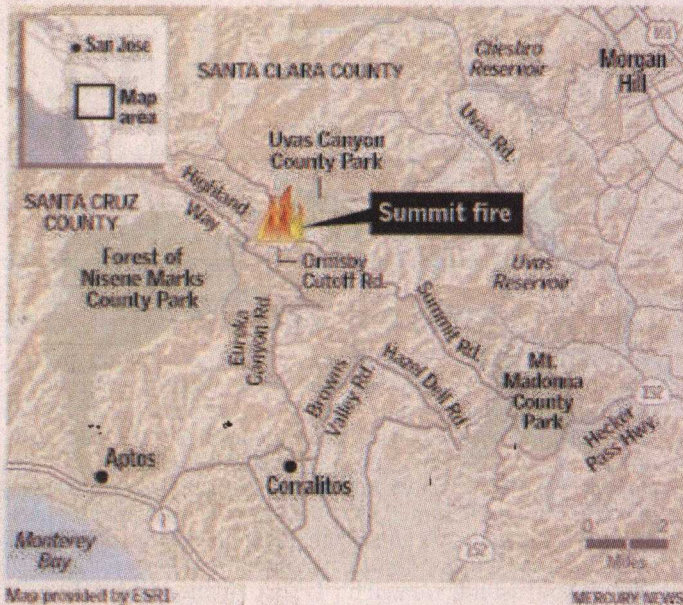 San Jose
Map
area
SANTA CLARA COUNTY
Chesbro
Reservoir
101
Morgan
Hill
Uvas Rd.
Uvas Canyon
County Park
Highland
Way
SANTA CRUZ
COUNTY
Summit fire
Forest of
Nisene Marks
County Park
Ormsby
Cutoff Rd.
Uvas
Reservoir
Eureka
Canyon Rd.
Summit Rd.
Browns
Valley Rd.
Hazel Dell Rd
Mt.
Madonna
County
Park
152
Hecker
Pass Hwy.
Aptos
Corralitos
1
Monterey
Bay
152
0 2
Miles
Map provided by ESRI
MERCURY NEWS